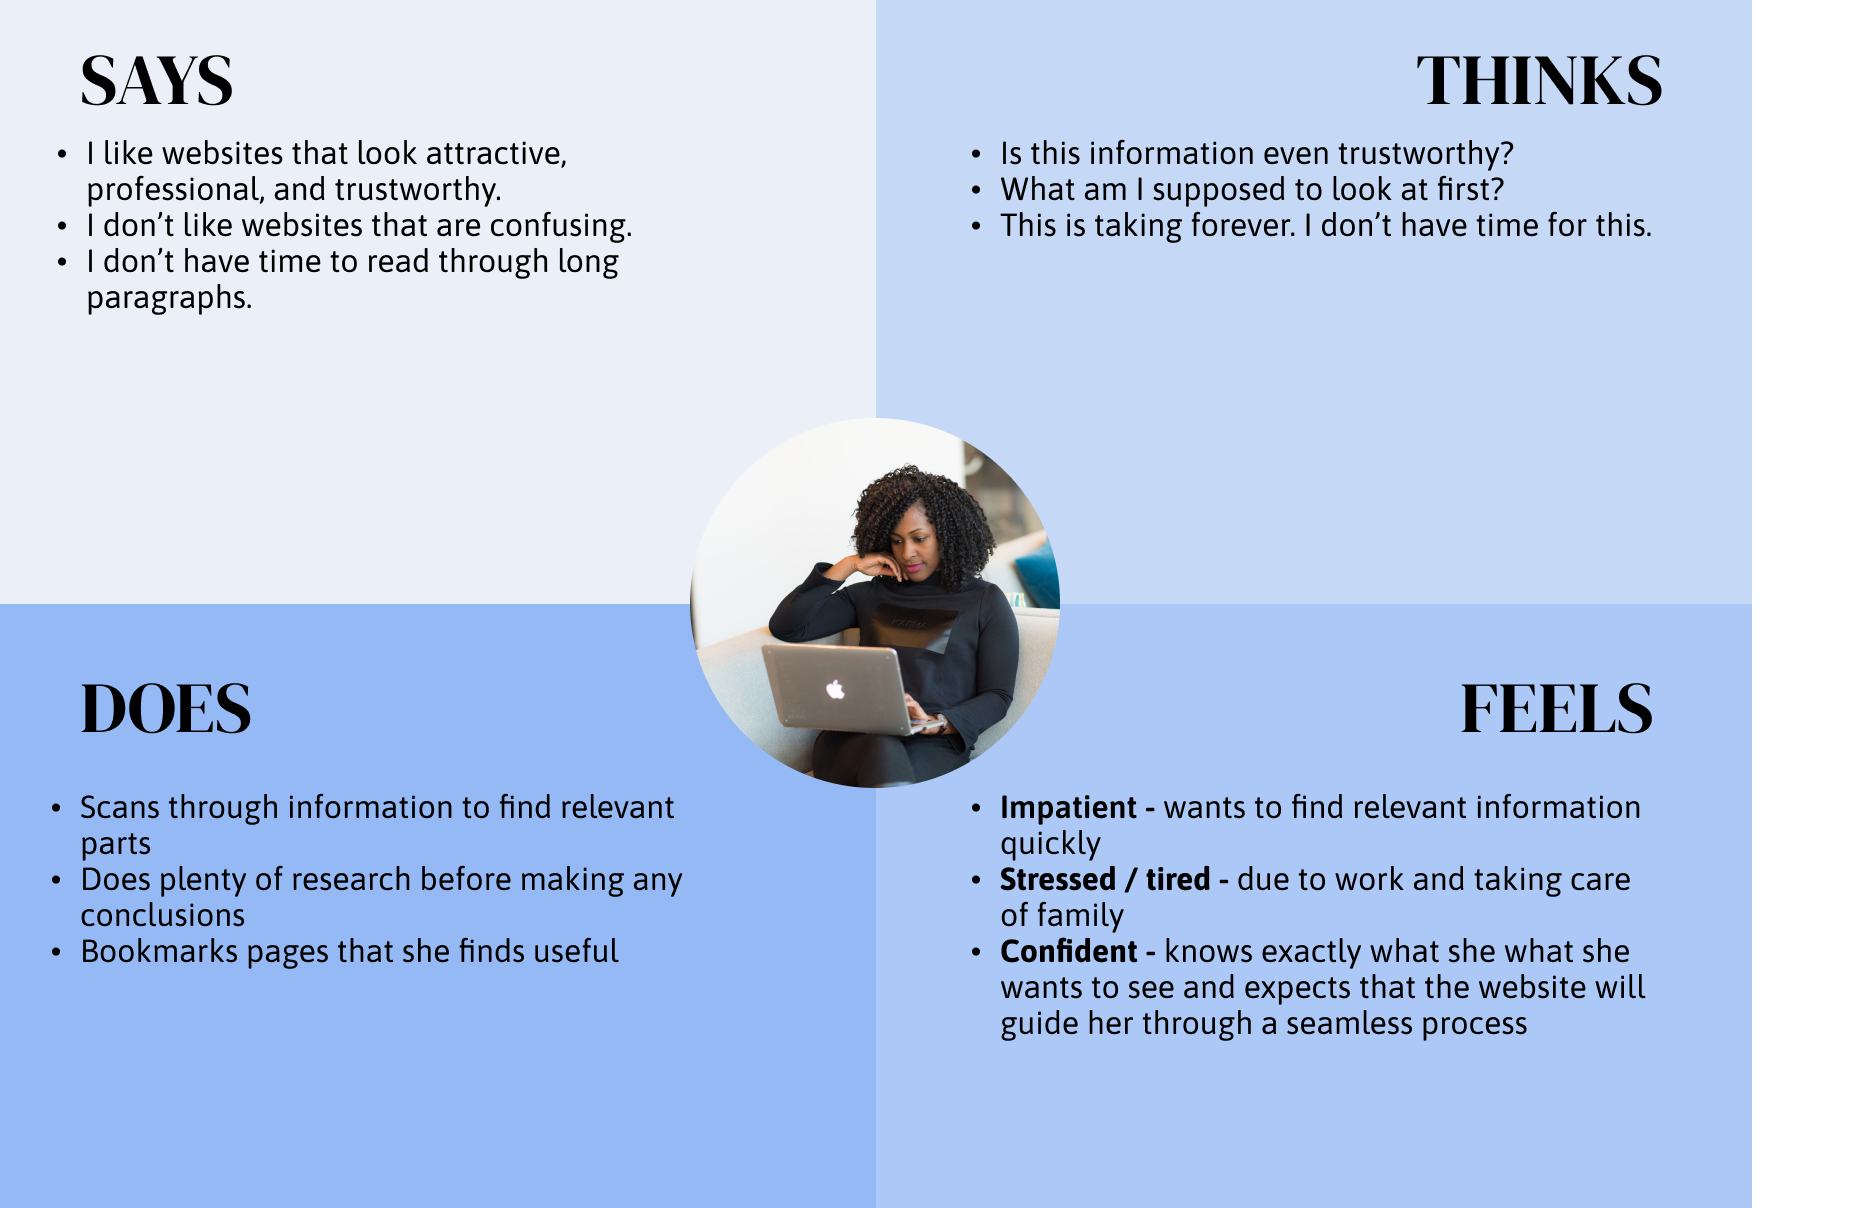 SAYS
• I like websites that look attractive,
professional, and trustworthy.
• I don’t like websites that are confusing.
• I don’t have time to read through long
paragraphs.
THINKS
• Is this information even trustworthy?
• What am I supposed to look at first?
• This is taking forever. I don’t have time for this.
DOES
• Scans through information to find relevant
parts
• Does plenty of research before making any
conclusions
• Bookmarks pages that she finds useful
FEELS
• Impatient - wants to find relevant information
quickly
• Stressed / tired - due to work and taking care
of family
• Confident - knows exactly what she what she
wants to see and expects that the website will
guide her through a seamless process